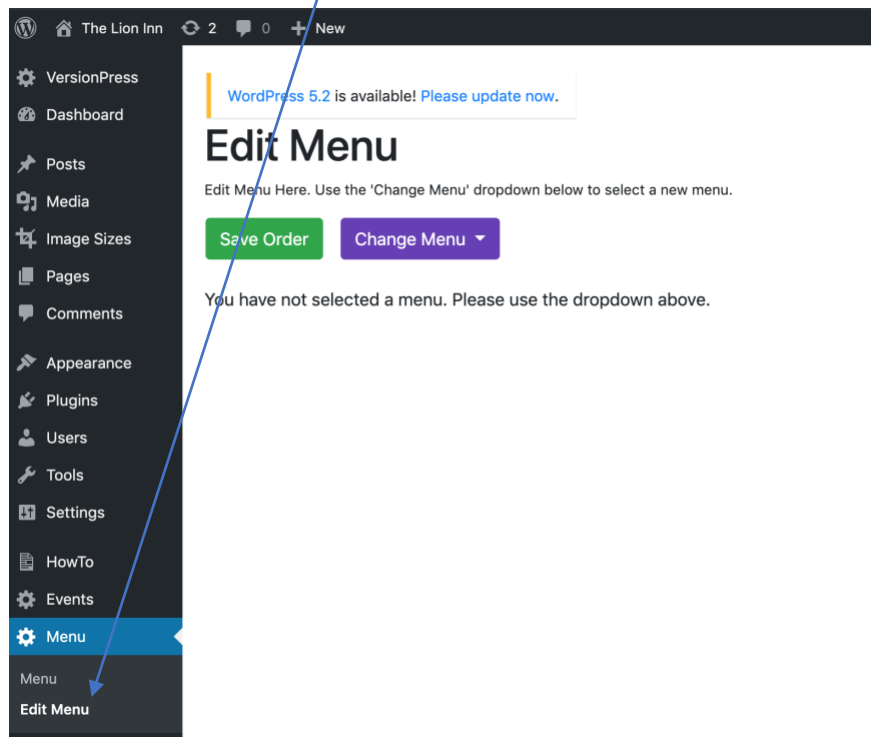 The Lion Inn 2 0 New
VersionPress
Dashboard
Posts
Media
Image Sizes
Pages
Comments
Appearance
Plugins
Users
Tools
Settings
HowTo
Events
Menu
Menu
Edit Menu
WordPress 5.2 is available! Please update now.
Edit Menu
Edit Menu Here. Use the 'Change Menu' dropdown below to select a new menu.
Save Order Change Menu
You have not selected a menu. Please use the dropdown above.